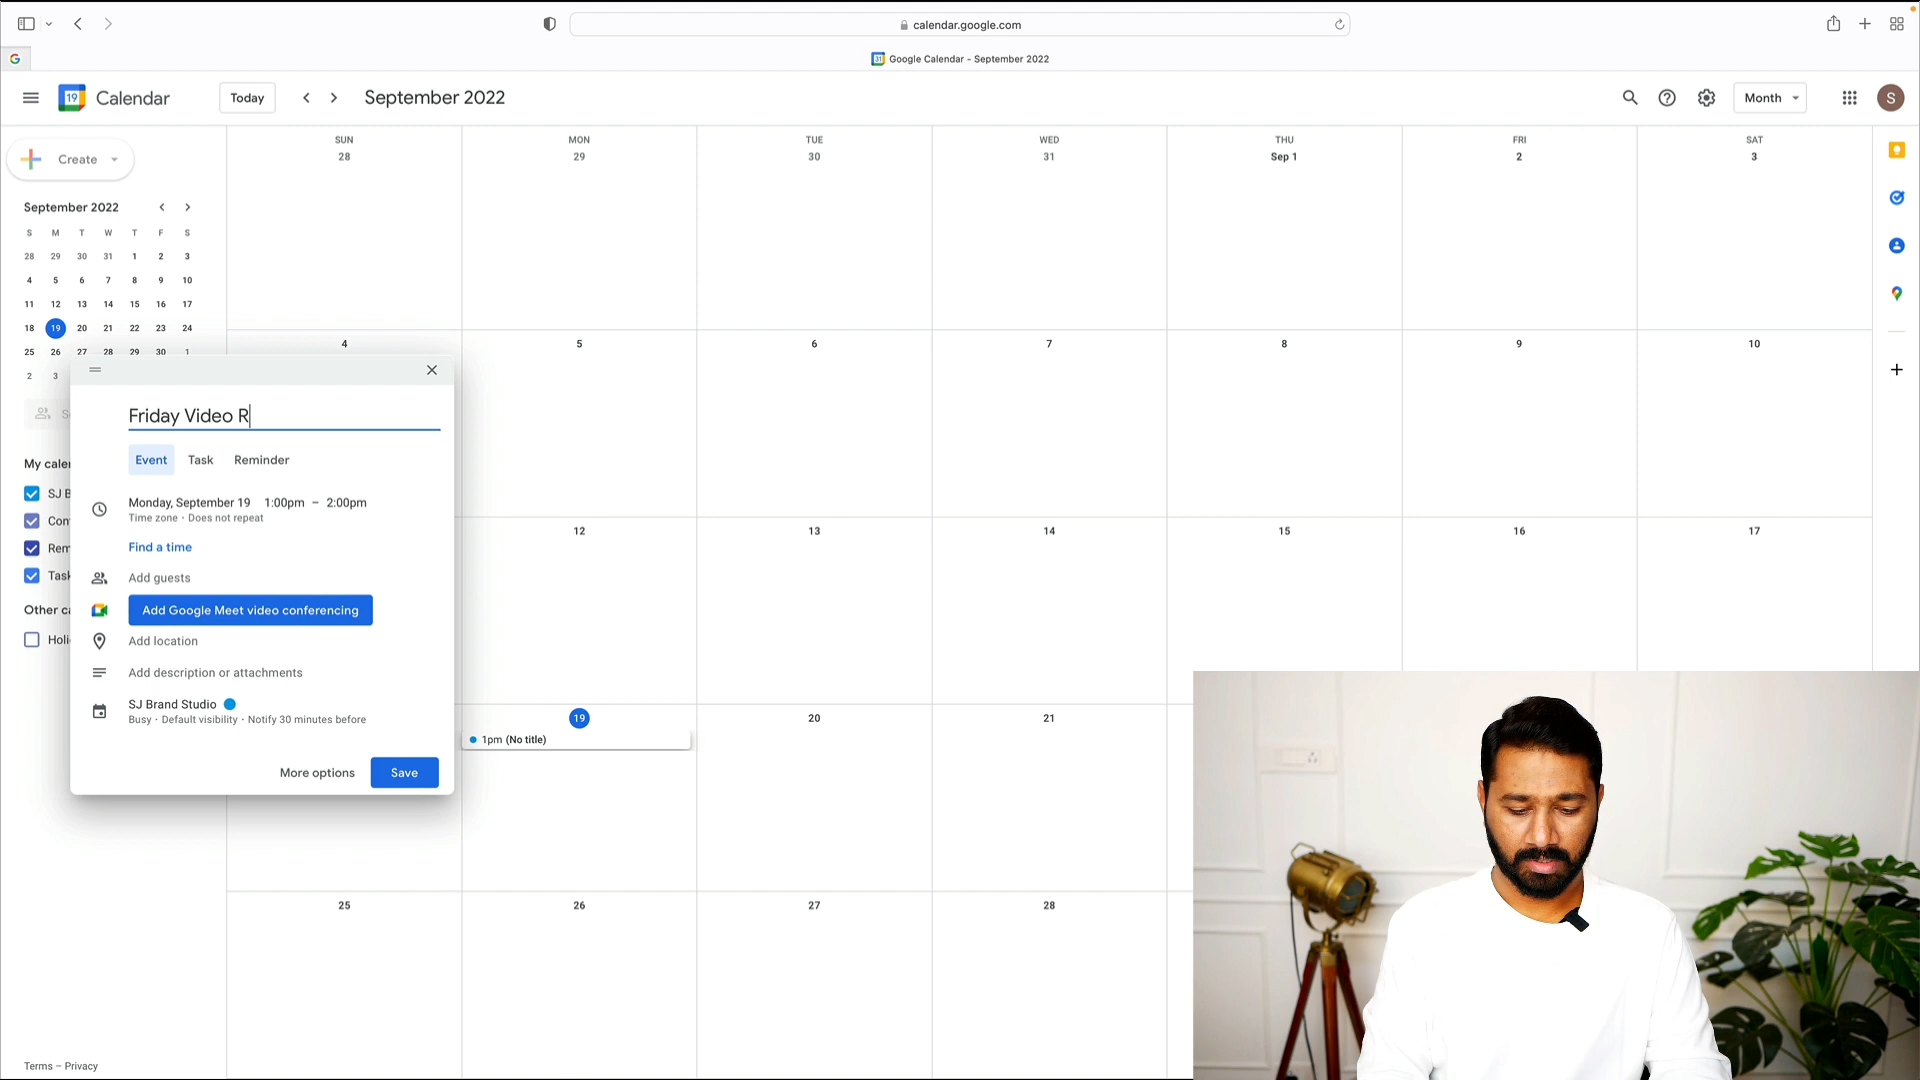 calendar.google.com
Google Calendar - September 2022
19 Calendar
Today
September 2022
Month
S
Create
September 2022
S M T W T F S
28 29 30 31 1 2 3
4 5 6 7 8 9 10
11 12 13 14 15 16 17
18 19 20 21 22 23 24
25 26 27 28 29 30 1
2 3
S
My caler
SJ B
Con
Rem
Task
Other ca
Holi
Friday Video R
Event Task Reminder
Monday, September 19 1:00pm – 2:00pm
Time zone · Does not repeat
Find a time
Add guests
Add Google Meet video conferencing
Add location
Add description or attachments
SJ Brand Studio
Busy · Default visibility · Notify 30 minutes before
More options Save
SUN MON TUE WED THU FRI SAT
28 29 30 31 Sep 1 2 3
4 5 6 7 8 9 10
12 13 14 15 16 17
19 20 21
1pm (No title)
25 26 27 28
Terms – Privacy